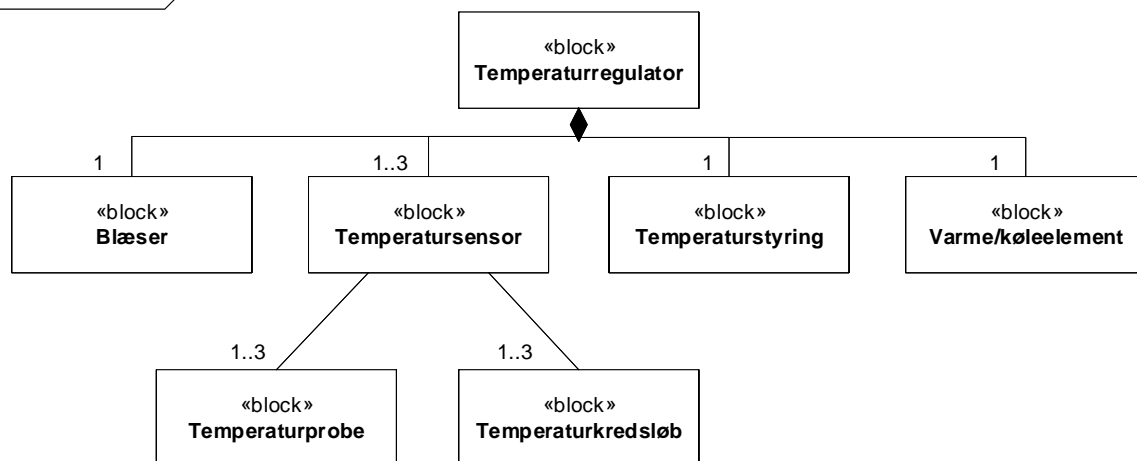 «block»
Temperaturregulator
1
1..3
1
1
«block»
Blæser
«block»
Temperatursensor
«block»
Temperaturstyring
«block»
Varme/køleelement
1..3
1..3
«block»
Temperaturprobe
«block»
Temperaturkredsløb